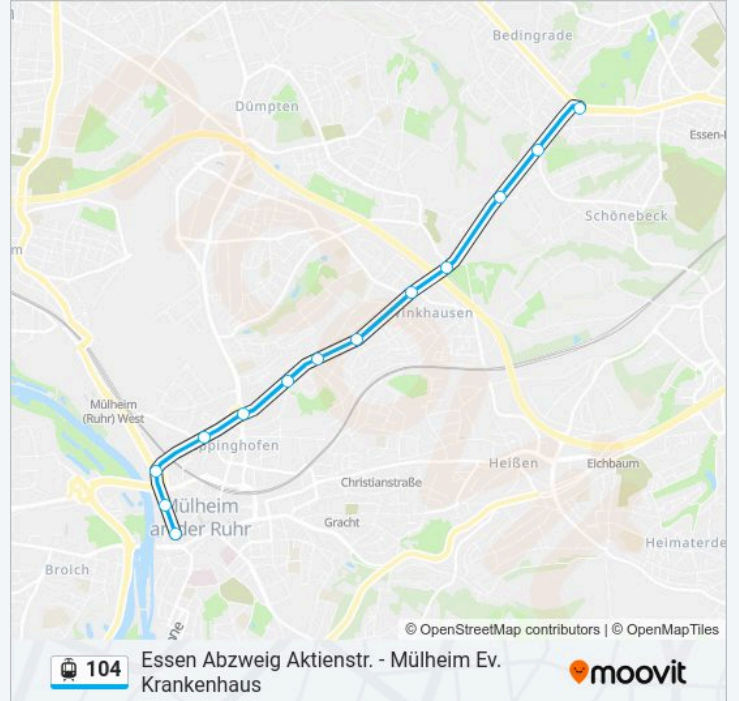 Bedingrade
Dümpten
Essen-
Schönebeck
m
inkhausen
Mülheim
(Ruhr) West
ppinghofen
Heißen
Eichbaum
Christianstraße
Mülheim
an der Ruhr
Gracht
Heimaterde
Broich
ne
© OpenStreetMap contributors | © OpenMapTiles
104
Essen Abzweig Aktienstr. - Mülheim Ev.
Krankenhaus
moovit